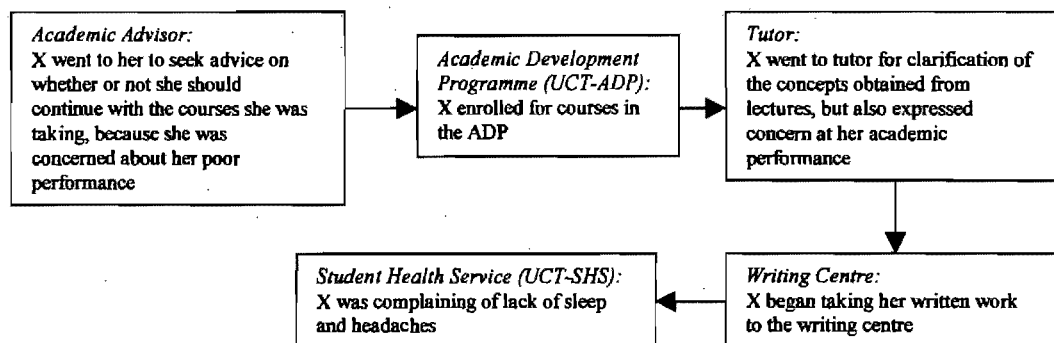 Academic Advisor:
X went to her to seek advice on
whether or not she should
continue with the courses she was
taking, because she was
concerned about her poor
performance
Academic Development
Programme (UCT-ADP):
X enrolled for courses in
the ADP
Tutor:
X went to tutor for clarification
of the concepts obtained from
lectures, but also expressed
concern at her academic
performance
Writing Centre:
X began taking her written work
to the writing centre
Student Health Service (UCT-SHS):
X was complaining of lack of sleep
and headaches